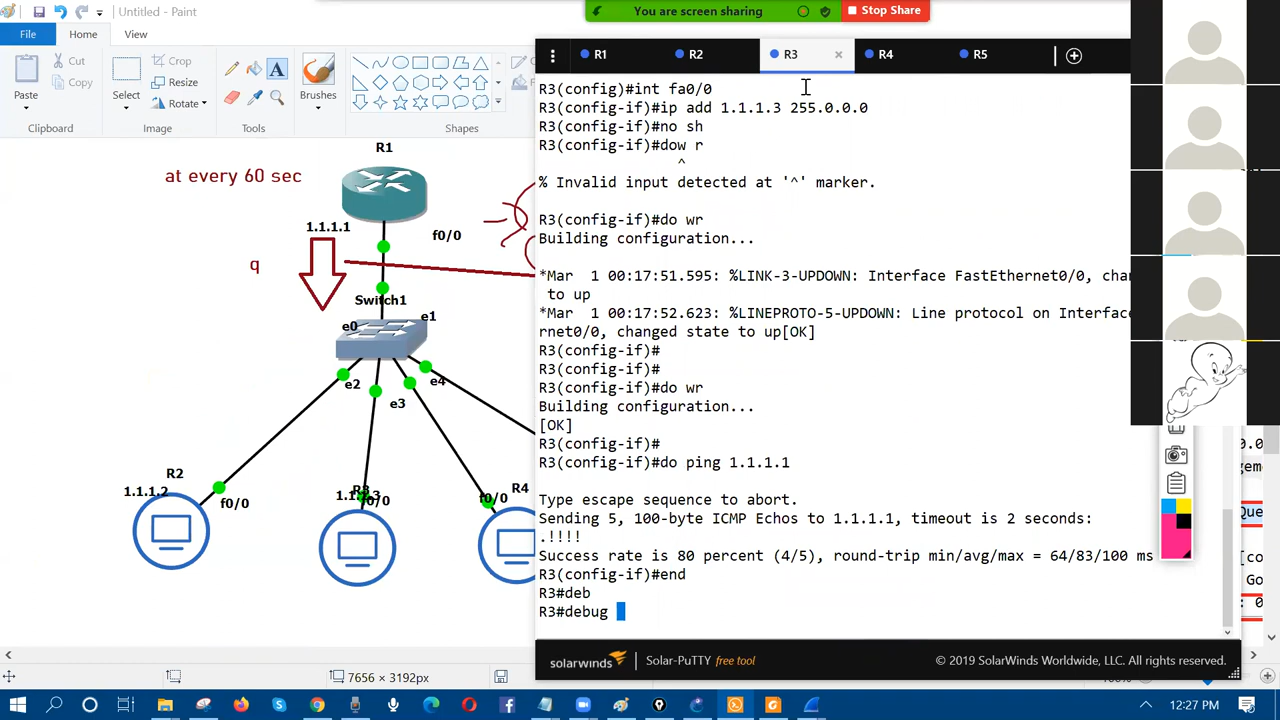 Untitled - Paint
You are screen sharing
Stop Share
File
Home
View
Paste
Cut
Copy
Clipboard
Select
Crop
Resize
Rotate
Image
Tools
Brushes
Shapes
R1
R2
R3
R4
R5
at every 60 sec
R1
1.1.1.1
f0/0
q
Switch1
e0
e1
e2
e3
e4
R2
1.1.1.2
f0/0
f0/0
R4
f0/0
R3(config)#int fa0/0
R3(config-if)#ip add 1.1.1.3 255.0.0.0
R3(config-if)#no sh
R3(config-if)#dow r
^
% Invalid input detected at '^' marker.
R3(config-if)#do wr
Building configuration...
*Mar  1 00:17:51.595: %LINK-3-UPDOWN: Interface FastEthernet0/0, cha
to up
*Mar  1 00:17:52.623: %LINEPROTO-5-UPDOWN: Line protocol on Interfac
rnet0/0, changed state to up[OK]
R3(config-if)#
R3(config-if)#
R3(config-if)#do wr
Building configuration...
[OK]
R3(config-if)#
R3(config-if)#do ping 1.1.1.1
Type escape sequence to abort.
Sending 5, 100-byte ICMP Echos to 1.1.1.1, timeout is 2 seconds:
.!!!!
Success rate is 80 percent (4/5), round-trip min/avg/max = 64/83/100 ms
R3(config-if)#end
R3#deb
R3#debug
solarwinds
Solar-PuTTY free tool
© 2019 SolarWinds Worldwide, LLC. All rights reserved.
7656 × 3192px
12:27 PM